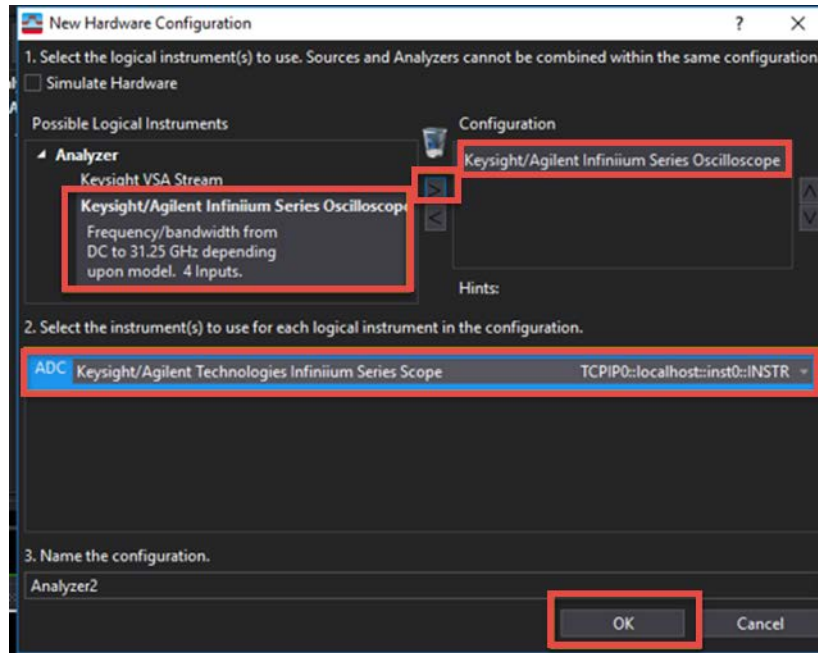 New Hardware Configuration
? X
1. Select the logical instrument(s) to use. Sources and Analyzers cannot be combined within the same configuration
Simulate Hardware
Possible Logical Instruments
Configuration
Analyzer
Keysight VSA Stream
Keysight/Agilent Infiniium Series Oscilloscope
Frequency/bandwidth from
DC to 31.25 GHz depending
upon model. 4 Inputs.
>
<
Keysight/Agilent Infiniium Series Oscilloscope
Hints:
2. Select the instrument(s) to use for each logical instrument in the configuration.
ADC Keysight/Agilent Technologies Infiniium Series Scope TCPIP0::localhost::inst0::INSTR
3. Name the configuration.
Analyzer2
OK Cancel